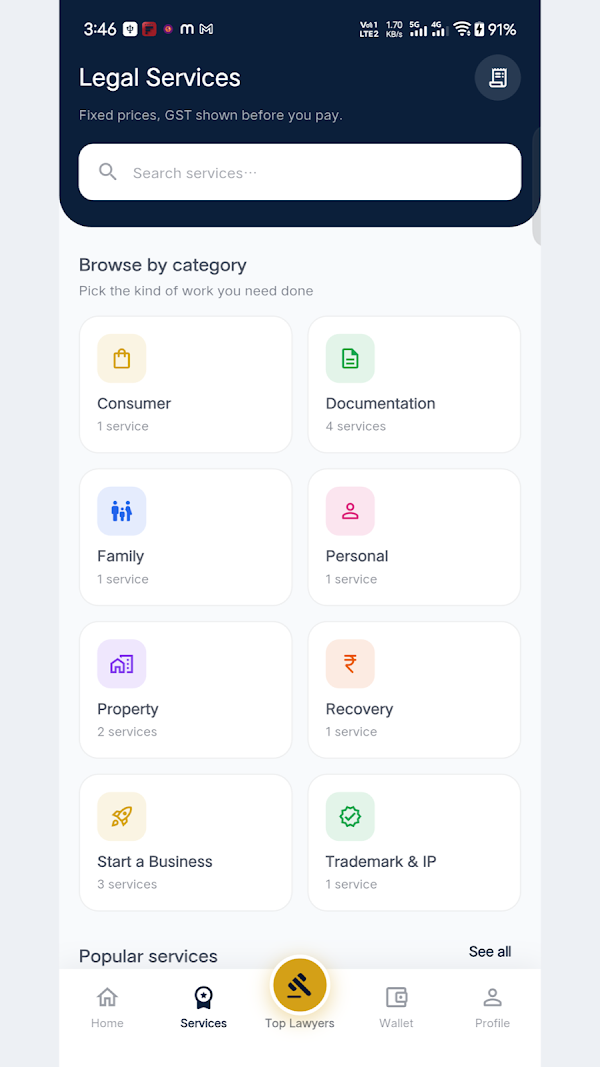 3:46
Vo1 LTE2 1.70 KB/s 5G 4G 91%
Legal Services
Fixed prices, GST shown before you pay.
Search services···
Browse by category
Pick the kind of work you need done
Consumer
1 service
Documentation
4 services
Family
1 service
Personal
1 service
Property
2 services
Recovery
1 service
Start a Business
3 services
Trademark & IP
1 service
Popular services
See all
Home
Services
Top Lawyers
Wallet
Profile